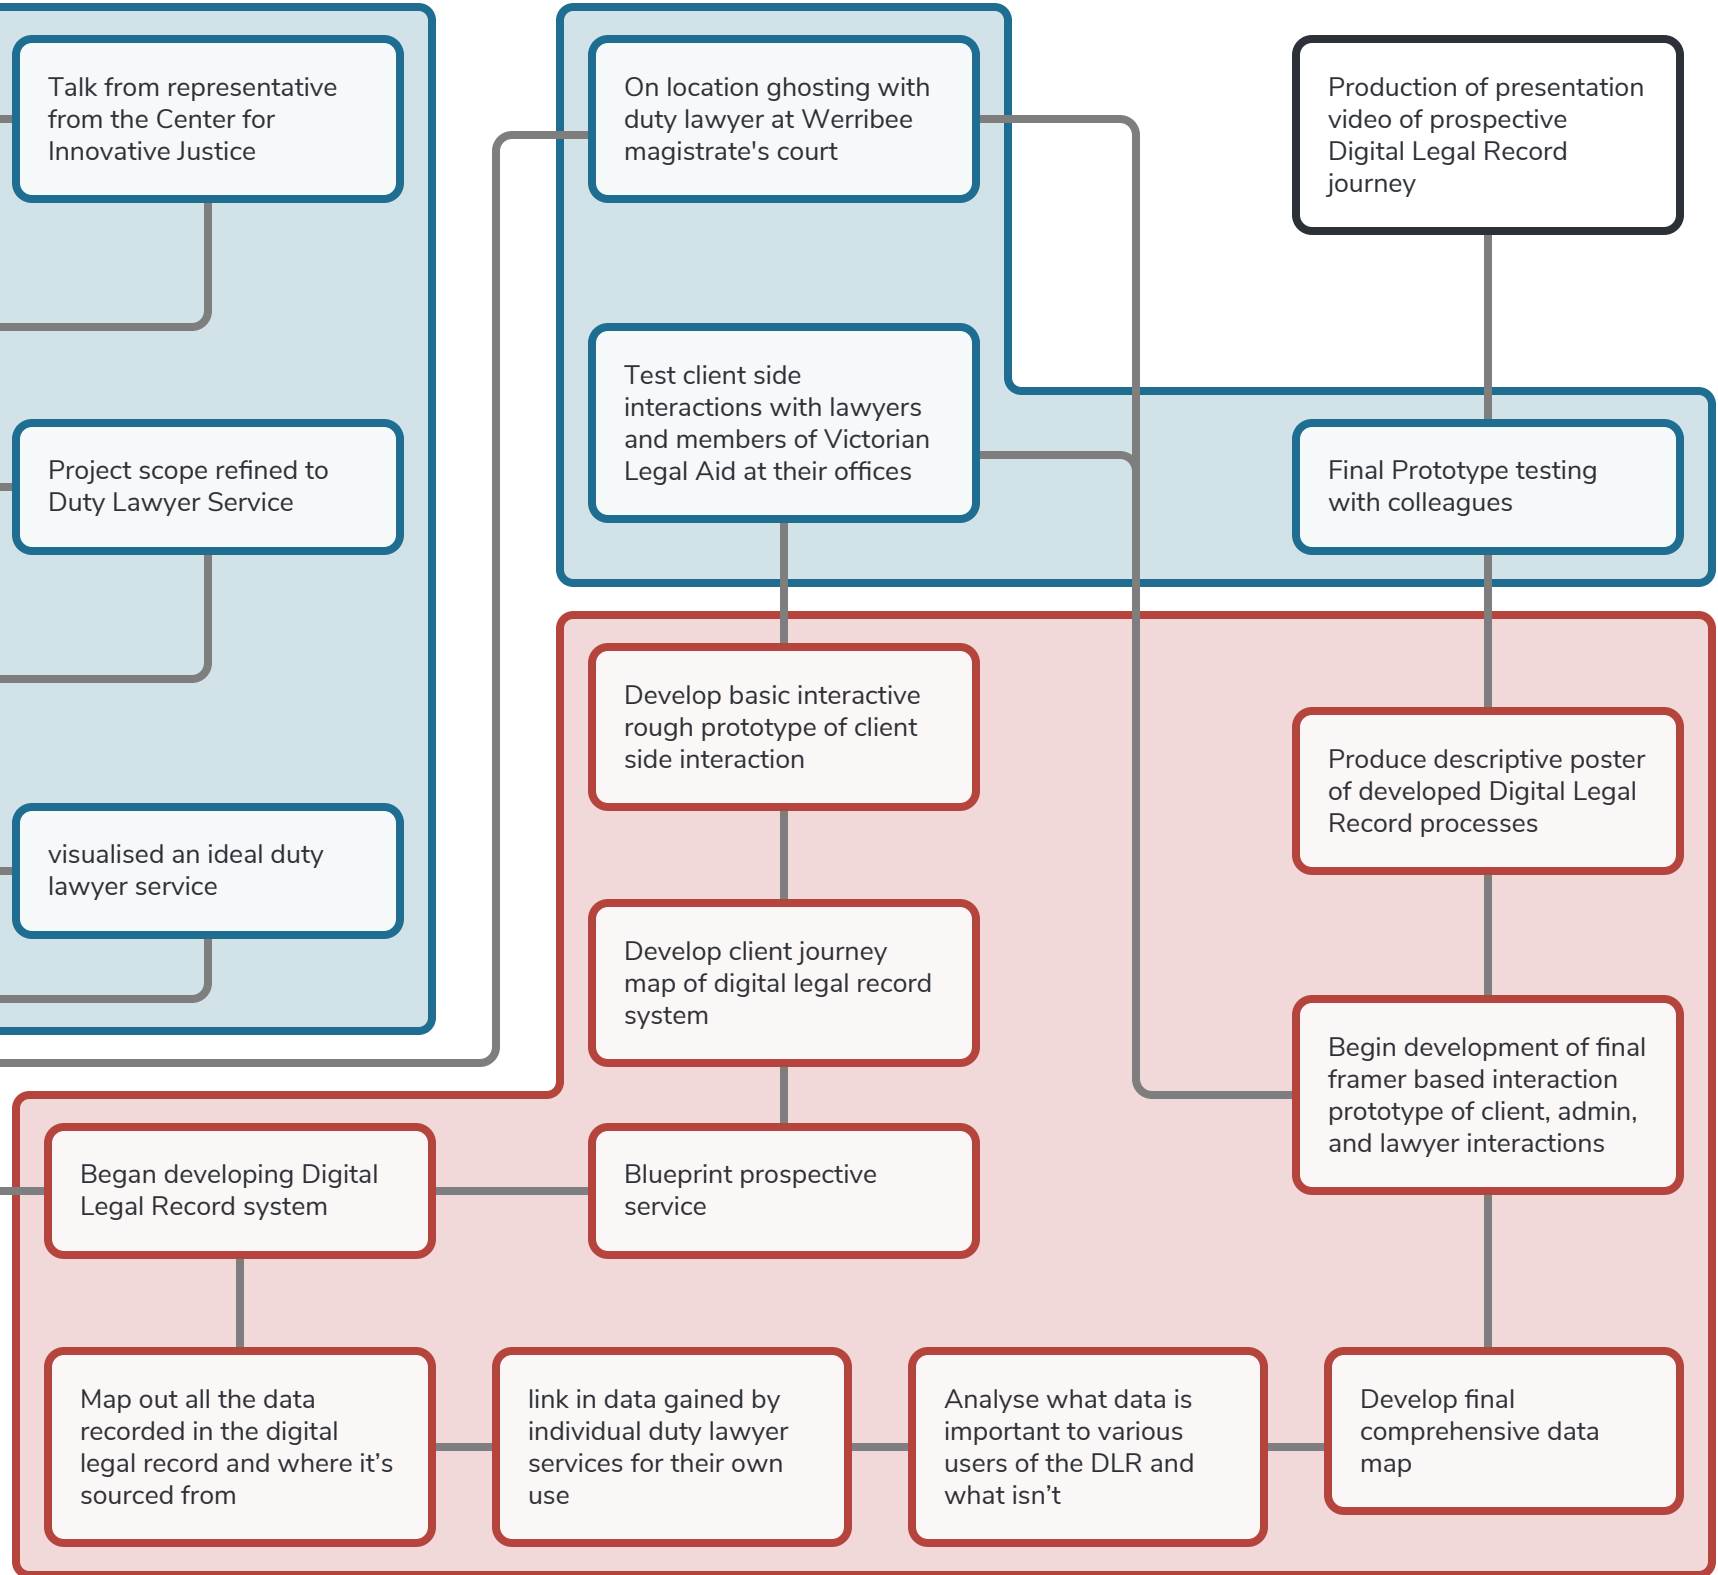 Talk from representative
from the Center for
Innovative Justice
On location ghosting with
duty lawyer at Werribee
magistrate's court
Production of presentation
video of prospective
Digital Legal Record
journey
Test client side
interactions with lawyers
and members of Victorian
Legal Aid at their offices
Project scope refined to
Duty Lawyer Service
Final Prototype testing
with colleagues
Develop basic interactive
rough prototype of client
side interaction
Produce descriptive poster
of developed Digital Legal
Record processes
visualised an ideal duty
lawyer service
Develop client journey
map of digital legal record
system
Begin development of final
framer based interaction
prototype of client, admin,
and lawyer interactions
Began developing Digital
Legal Record system
Blueprint prospective
service
Map out all the data
recorded in the digital
legal record and where it’s
sourced from
link in data gained by
individual duty lawyer
services for their own
use
Analyse what data is
important to various
users of the DLR and
what isn’t
Develop final
comprehensive data
map